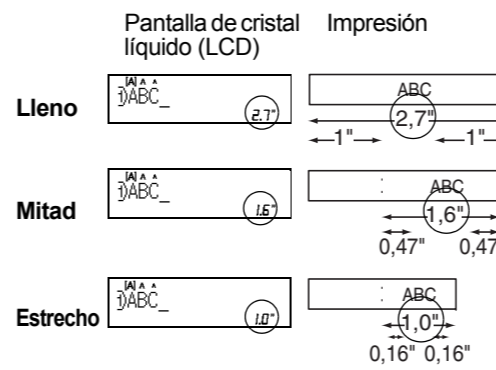 Pantalla de cristal líquido (LCD)
Impresión
Lleno
[A] ^ ^
1)ABC_
2.7"
ABC
2,7"
1"
1"
Mitad
[A] ^ ^
1)ABC_
1.6"
:
ABC
1,6"
0,47"
0,47
Estrecho
[A] ^ ^
1)ABC_
1.0"
:
ABC
1,0"
0,16" 0,16"